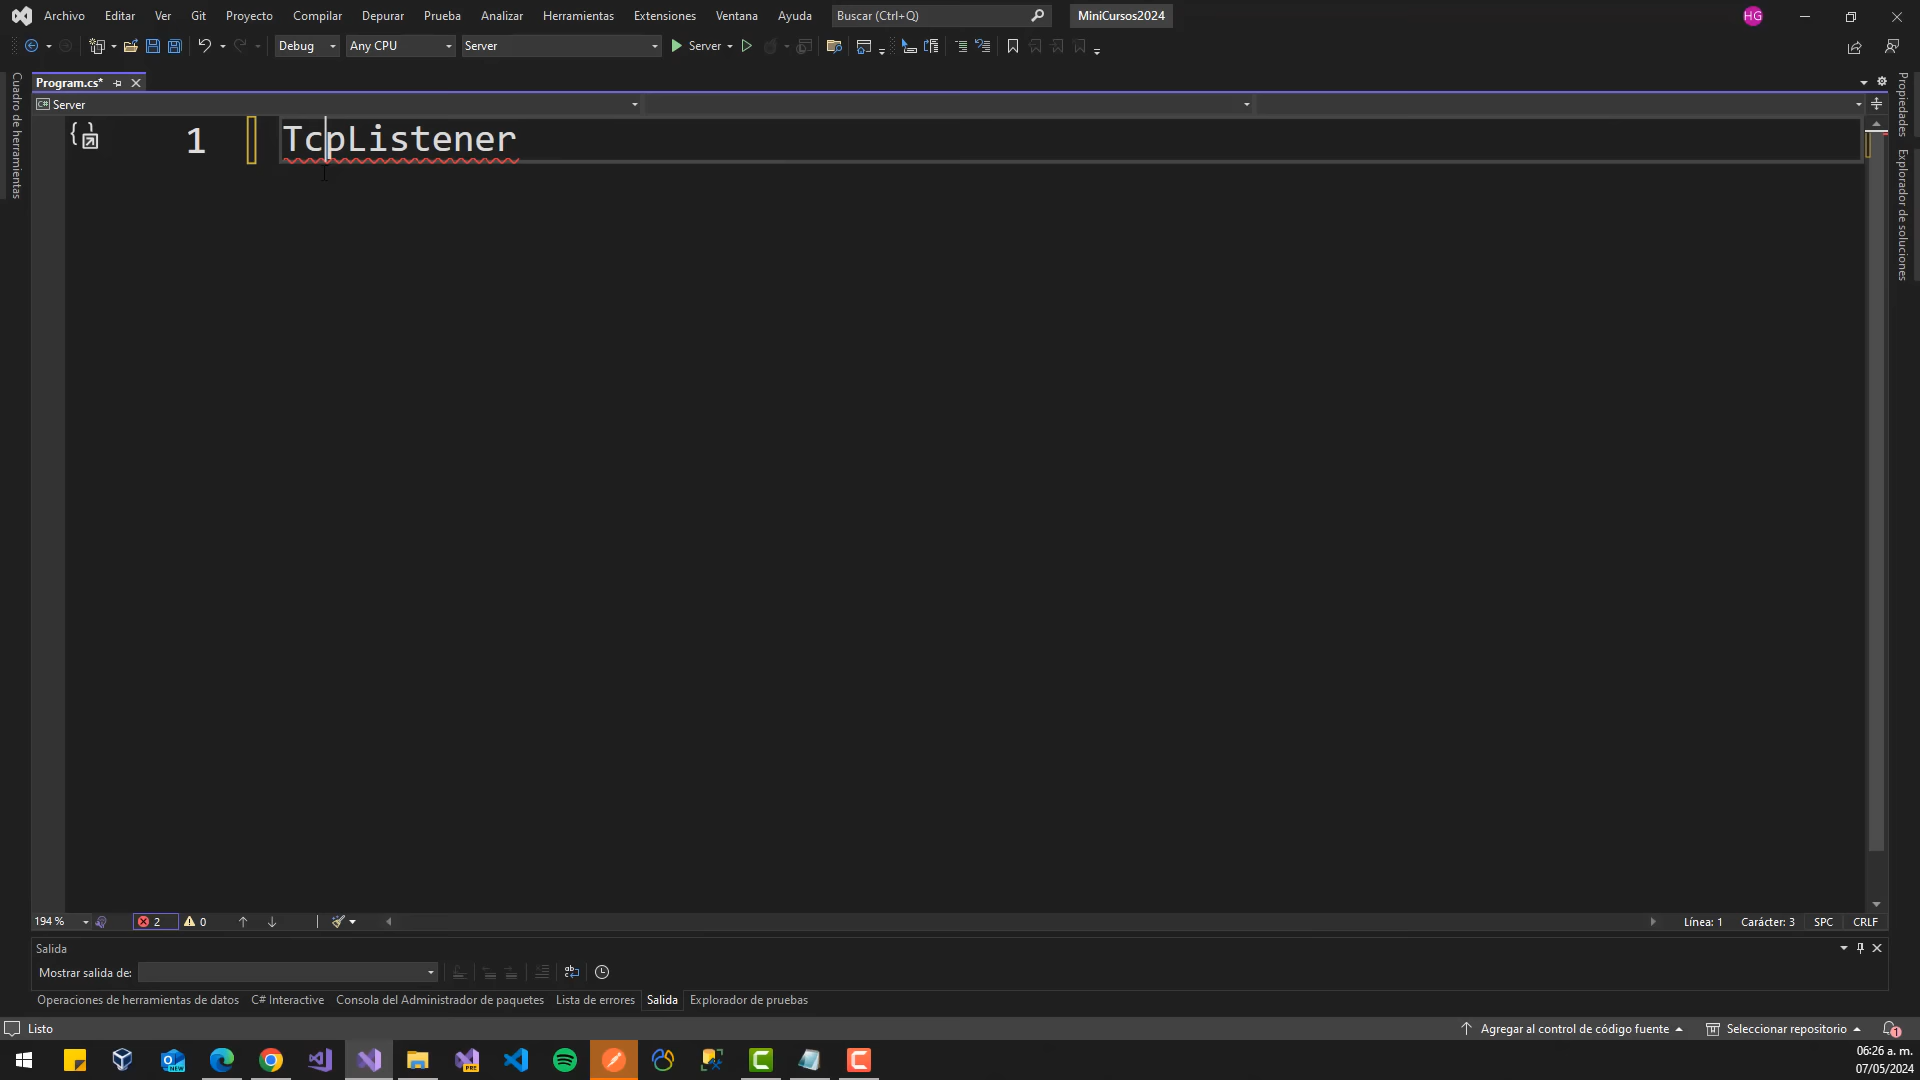 Archivo Editar Ver Git Proyecto Compilar Depurar Prueba Analizar Herramientas Extensiones Ventana Ayuda Buscar (Ctrl+Q) MiniCursos2024 HG
Debug Any CPU Server Server
Program.cs*
C# Server
1 TcpListener
Cuadro de herramientas
Propiedades
Explorador de soluciones
194 % 2 0 Línea: 1 Carácter: 3 SPC CRLF
Salida
Mostrar salida de:
Operaciones de herramientas de datos C# Interactive Consola del Administrador de paquetes Lista de errores Salida Explorador de pruebas
Listo Agregar al control de código fuente Seleccionar repositorio 1
NEW PRE
06:26 a. m.
07/05/2024